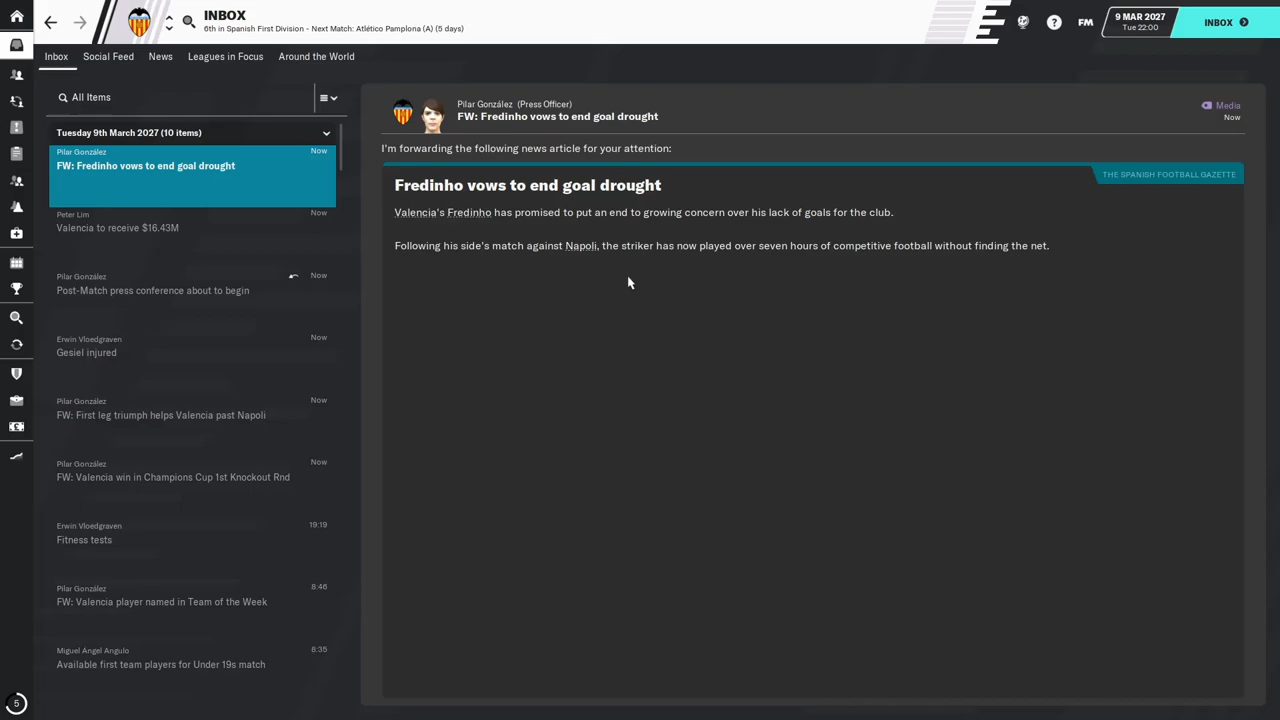 INBOX
6th in Spanish First Division - Next Match: Atlético Pamplona (A) (5 days)
FM
9 MAR 2027
Tue 22:00
INBOX
Inbox
Social Feed
News
Leagues in Focus
Around the World
All Items
Tuesday 9th March 2027 (10 items)
Pilar González
Now
FW: Fredinho vows to end goal drought
Peter Lim
Now
Valencia to receive $16.43M
Pilar González
Now
Post-Match press conference about to begin
Erwin Vloedgraven
Now
Gesiel injured
Pilar González
Now
FW: First leg triumph helps Valencia past Napoli
Pilar González
Now
FW: Valencia win in Champions Cup 1st Knockout Rnd
Erwin Vloedgraven
19:19
Fitness tests
Pilar González
8:46
FW: Valencia player named in Team of the Week
Miguel Angel Angulo
8:35
Available first team players for Under 19s match
5
Pilar González (Press Officer)
FW: Fredinho vows to end goal drought
Media
Now
I'm forwarding the following news article for your attention:
THE SPANISH FOOTBALL GAZETTE
Fredinho vows to end goal drought
Valencia's Fredinho has promised to put an end to growing concern over his lack of goals for the club.
Following his side's match against Napoli, the striker has now played over seven hours of competitive football without finding the net.